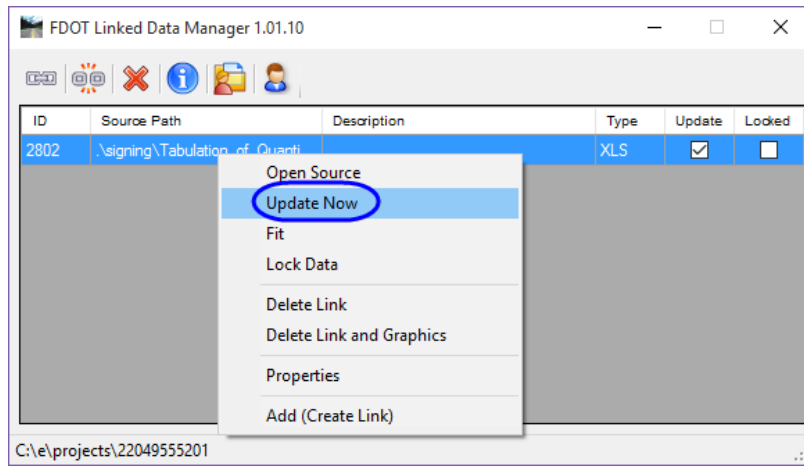 FDOT Linked Data Manager 1.01.10
ID Source Path Description Type Update Locked
2802 .\signing\Tabulation_of_Quanti... XLS
Open Source
Update Now
Fit
Lock Data
Delete Link
Delete Link and Graphics
Properties
Add (Create Link)
C:\e\projects\22049555201